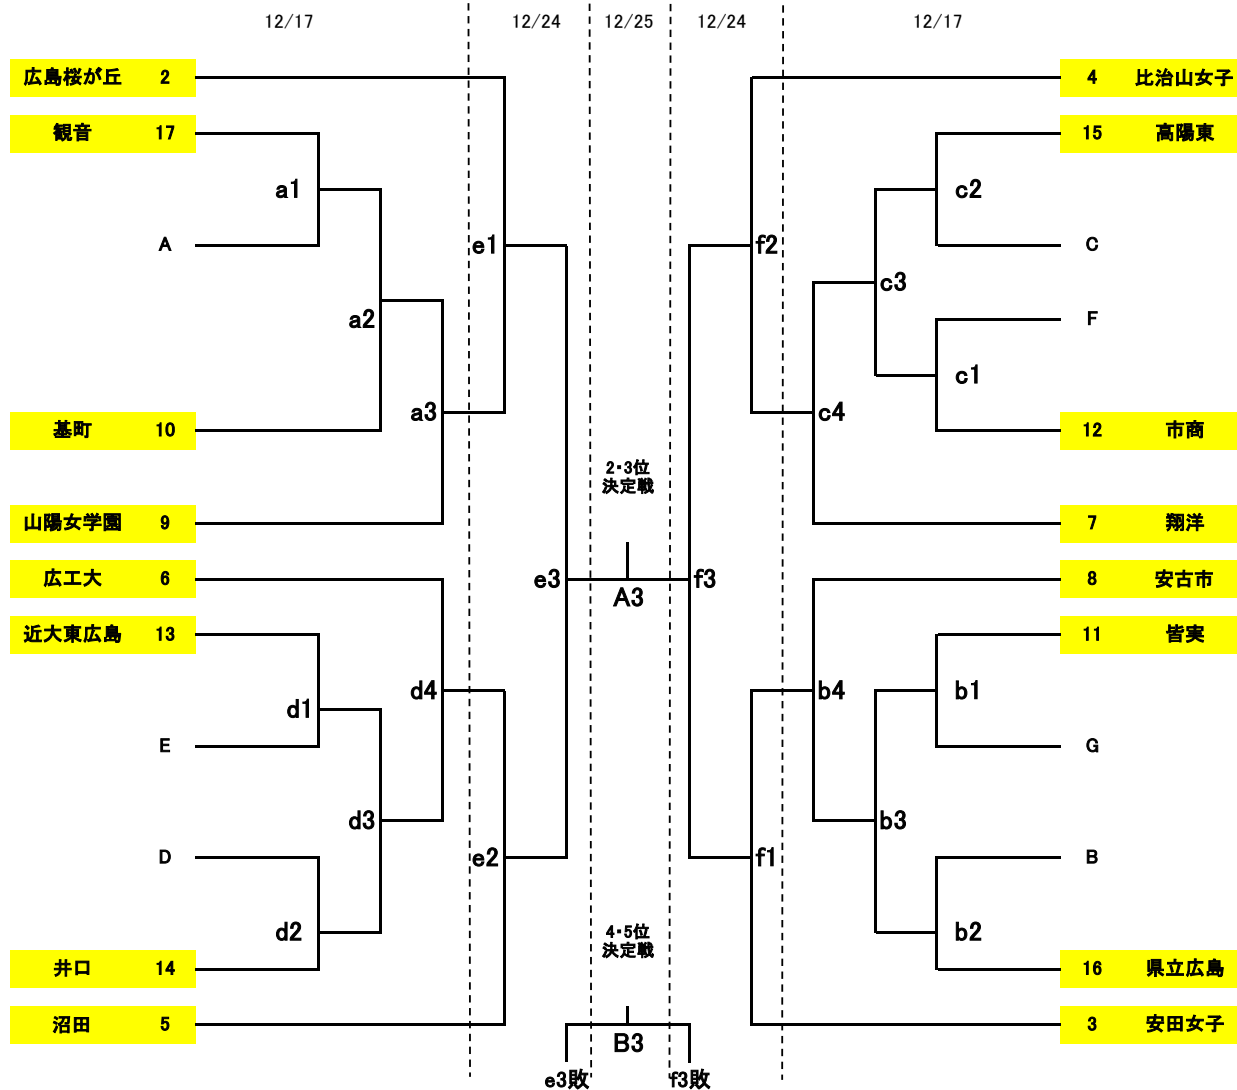 12/17 12/24 12/25 12/24 12/17
広島桜が丘 2 4 比治山女子
観音 17 15 高陽東
a1 c2
A e1 f2 C
c3
a2 F
c1
a3 c4
基町 10 12 市商
2・3位
決定戦
山陽女学園 9 7 翔洋
広工大 6 e3 f3 8 安古市
A3
近大東広島 13 11 皆実
d4 b4 b1
d1
E G
d3 b3
D e2 f1 B
d2 4・5位 b2
決定戦
井口 14 16 県立広島
沼田 5 3 安田女子
B3
e3敗 f3敗